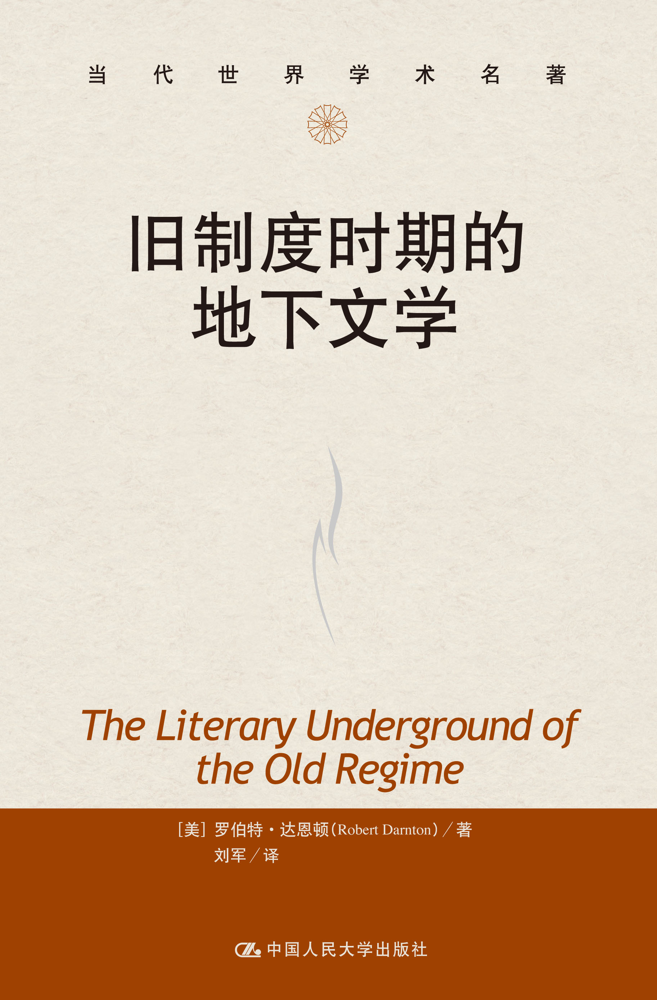 当代世界学术名著
旧制度时期的
地下文学
The Literary Underground of
the Old Regime
[美] 罗伯特·达恩顿(Robert Darnton)／著
刘军／译
中国人民大学出版社